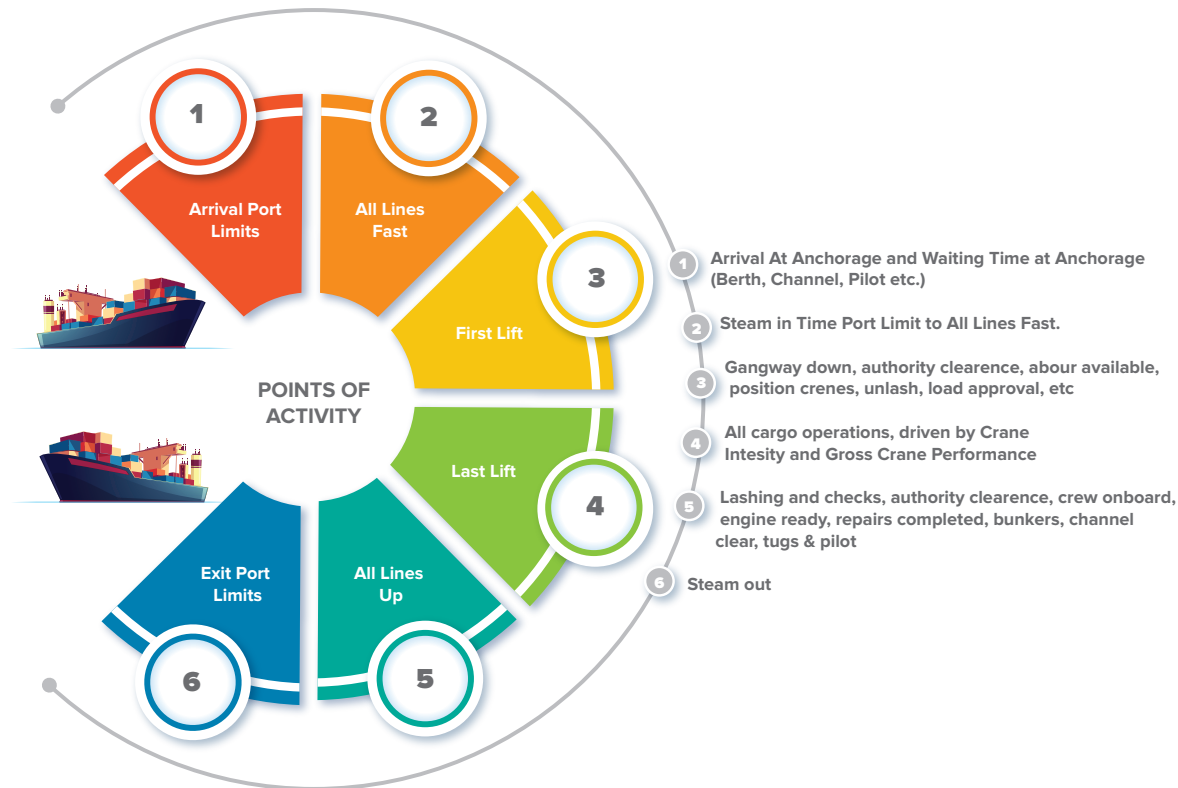 1
Arrival Port
Limits
2
All Lines
Fast
3
First Lift
4
Last Lift
5
All Lines
Up
6
Exit Port
Limits
POINTS OF
ACTIVITY
1
Arrival At Anchorage and Waiting Time at Anchorage
(Berth, Channel, Pilot etc.)
2
Steam in Time Port Limit to All Lines Fast.
3
Gangway down, authority clearence, abour available,
position crenes, unlash, load approval, etc
4
All cargo operations, driven by Crane
Intesity and Gross Crane Performance
5
Lashing and checks, authority clearence, crew onboard,
engine ready, repairs completed, bunkers, channel
clear, tugs & pilot
6
Steam out